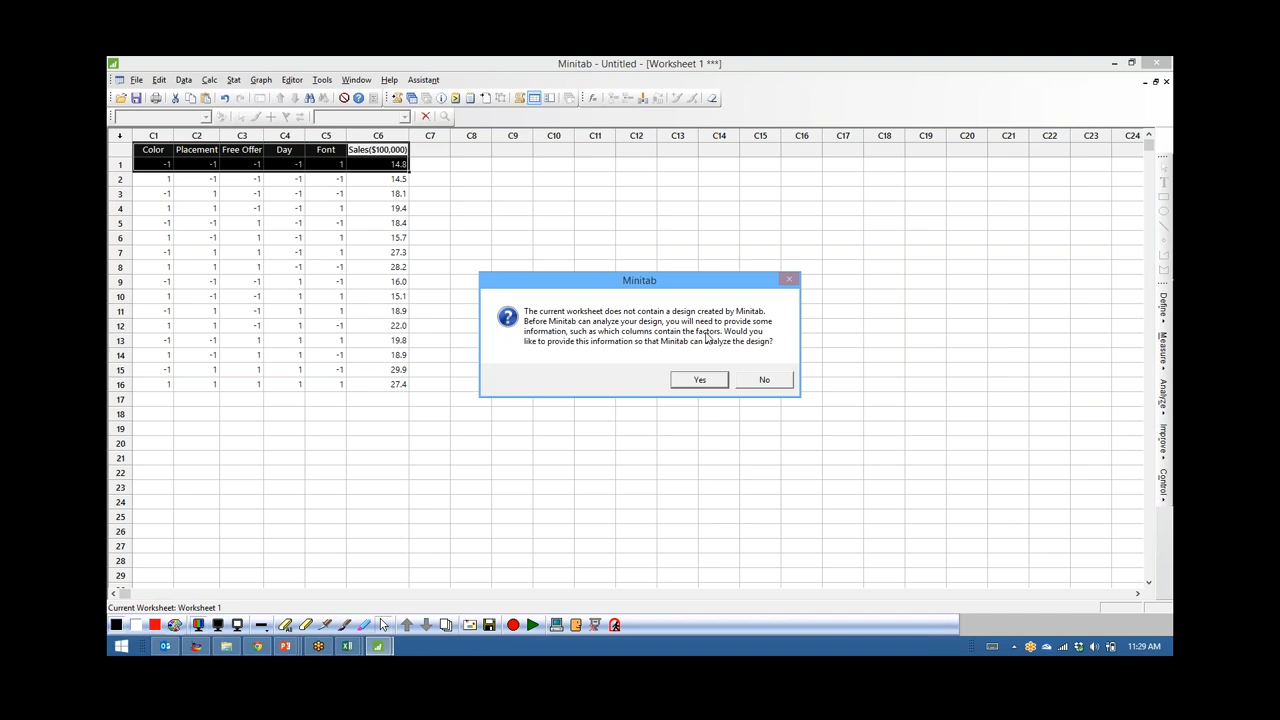 Minitab - Untitled - [Worksheet 1 ***]
File Edit Data Calc Stat Graph Editor Tools Window Help Assistant
C1 C2 C3 C4 C5 C6 C7 C8 C9 C10 C11 C12 C13 C14 C15 C16 C17 C18 C19 C20 C21 C22 C23 C24
Color Placement Free Offer Day Font Sales($100,000)
1 -1 -1 -1 -1 1 14.8
2 1 -1 -1 -1 -1 14.5
3 -1 1 -1 -1 -1 18.1
4 1 1 -1 -1 1 19.4
5 -1 -1 1 -1 -1 18.4
6 1 -1 1 -1 1 15.7
7 -1 1 1 -1 1 27.3
8 1 1 1 -1 -1 28.2
9 -1 -1 -1 1 -1 16.0
10 1 -1 -1 1 1 15.1
11 -1 1 -1 1 1 18.9
12 1 1 -1 1 -1 22.0
13 -1 -1 1 1 1 19.8
14 1 -1 1 1 -1 18.9
15 -1 1 1 1 -1 29.9
16 1 1 1 1 1 27.4
17
18
19
20
21
22
23
24
25
26
27
28
29
Minitab
The current worksheet does not contain a design created by Minitab.
Before Minitab can analyze your design, you will need to provide some
information, such as which columns contain the factors. Would you
like to provide this information so that Minitab can analyze the design?
Yes No
Define
Measure
Analyze
Improve
Control
Current Worksheet: Worksheet 1
11:29 AM